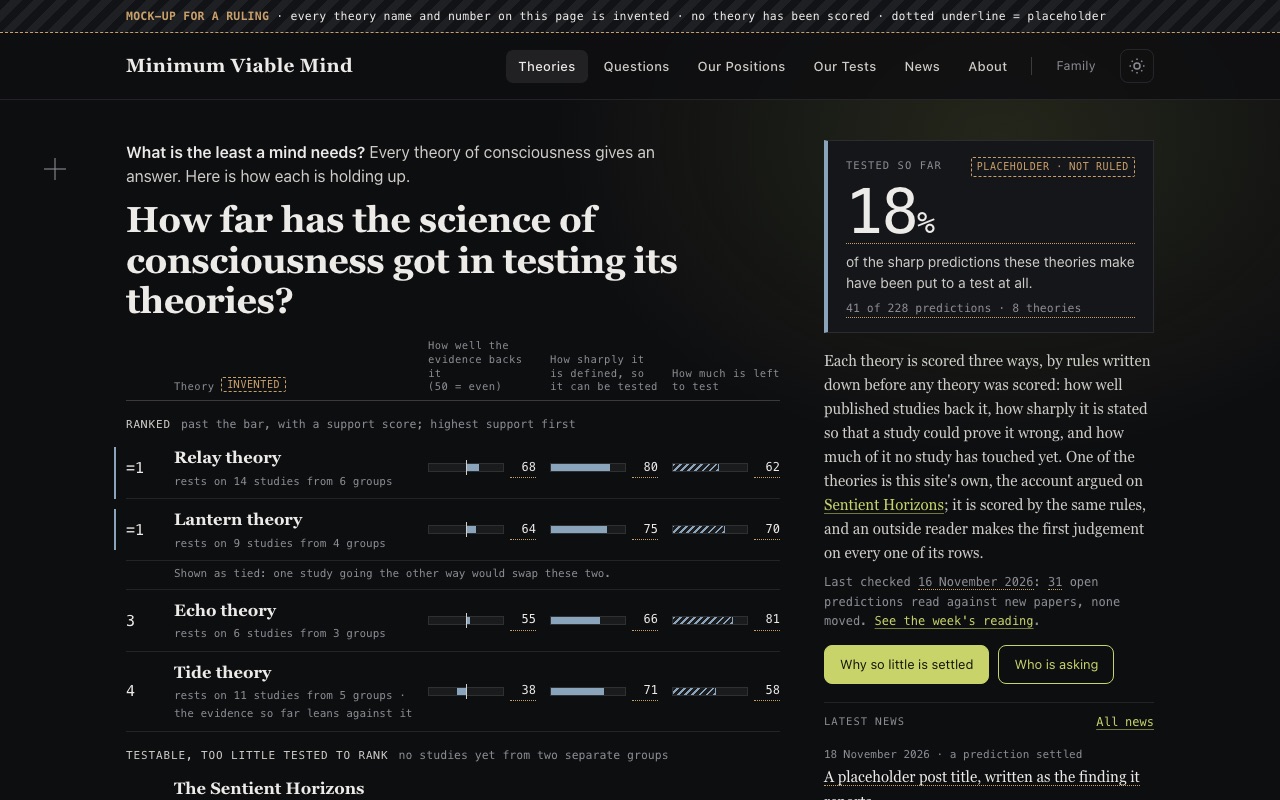 MOCK-UP FOR A RULING · every theory name and number on this page is invented · no theory has been scored · dotted underline = placeholder
Minimum Viable Mind
Theories Questions Our Positions Our Tests News About Family
What is the least a mind needs? Every theory of consciousness gives an
answer. Here is how each is holding up.
How far has the science of
consciousness got in testing its
theories?
Theory INVENTED
How well the
evidence backs
it
(50 = even)
How sharply it
is defined, so
it can be tested
How much is left
to test
RANKED past the bar, with a support score; highest support first
=1 Relay theory 68 80 62
rests on 14 studies from 6 groups
=1 Lantern theory 64 75 70
rests on 9 studies from 4 groups
Shown as tied: one study going the other way would swap these two.
3 Echo theory 55 66 81
rests on 6 studies from 3 groups
4 Tide theory 38 71 58
rests on 11 studies from 5 groups ·
the evidence so far leans against it
TESTABLE, TOO LITTLE TESTED TO RANK no studies yet from two separate groups
The Sentient Horizons
TESTED SO FAR PLACEHOLDER · NOT RULED
18%
of the sharp predictions these theories make
have been put to a test at all.
41 of 228 predictions · 8 theories
Each theory is scored three ways, by rules written
down before any theory was scored: how well
published studies back it, how sharply it is stated
so that a study could prove it wrong, and how
much of it no study has touched yet. One of the
theories is this site's own, the account argued on
Sentient Horizons; it is scored by the same rules,
and an outside reader makes the first judgement
on every one of its rows.
Last checked 16 November 2026: 31 open
predictions read against new papers, none
moved. See the week's reading.
Why so little is settled Who is asking
LATEST NEWS All news
18 November 2026 · a prediction settled
A placeholder post title, written as the finding it
reports